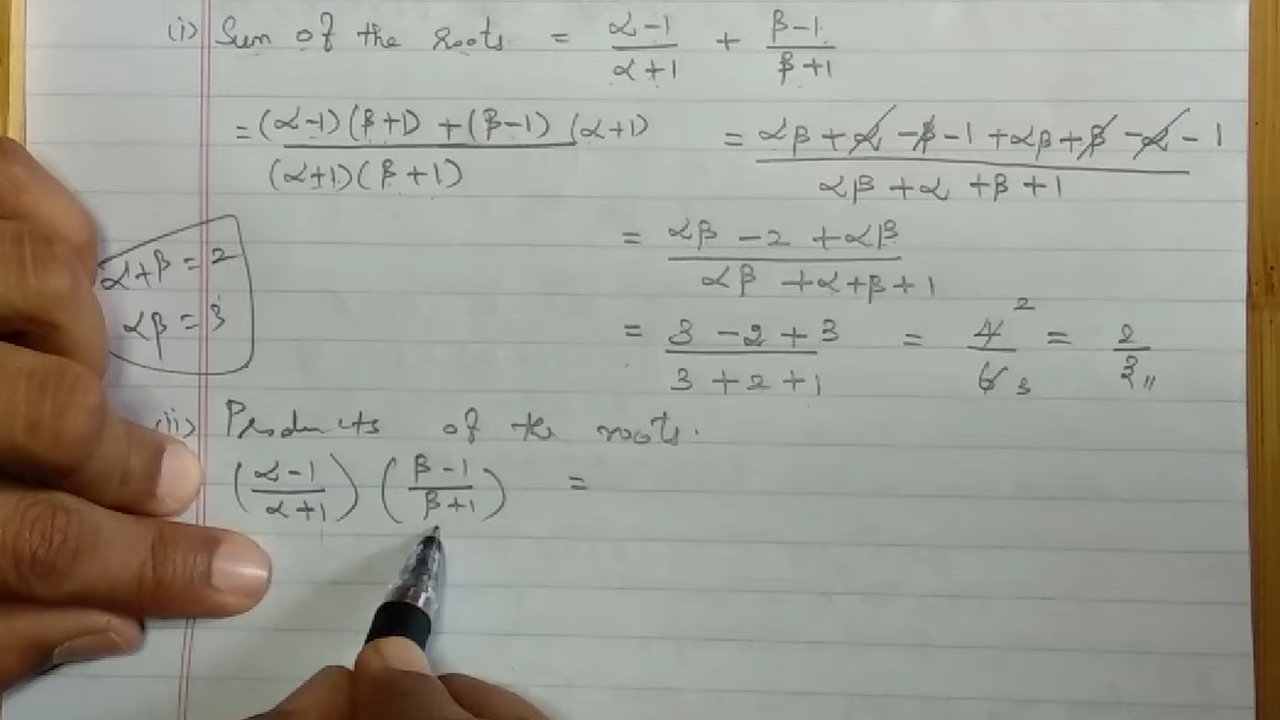 (i) Sum of the roots = α-1/α+1 + β-1/β+1
= (α-1)(β+1) + (β-1)(α+1) / (α+1)(β+1) = αβ + α - β - 1 + αβ + β - α - 1 / αβ + α + β + 1
= αβ - 2 + αβ / αβ + α + β + 1
α+β = 2
αβ = 3
= 3 - 2 + 3 / 3 + 2 + 1 = 4 2 / 6 3 = 2/3 //
(ii) Products of the roots.
(α-1/α+1) (β-1/β+1) =